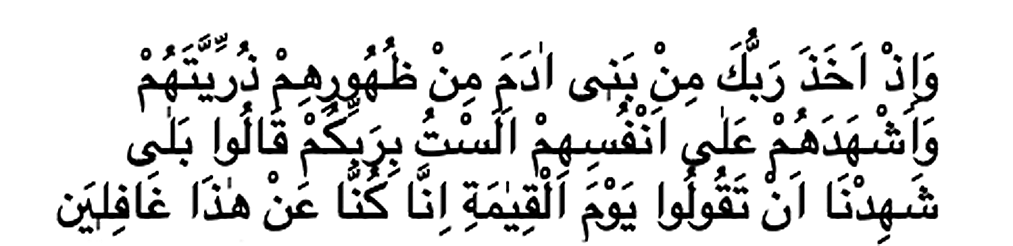 وَاِذْ اَخَذَ رَبُّكَ مِنْ بَنٖى اٰدَمَ مِنْ ظُهُورِهِمْ ذُرِّيَّتَهُمْ
وَاَشْهَدَهُمْ عَلٰى اَنْفُسِهِمْ اَلَسْتُ بِرَبِّكُمْ قَالُوا بَلٰى
شَهِدْنَا اَنْ تَقُولُوا يَوْمَ الْقِيٰمَةِ اِنَّا كُنَّا عَنْ هٰذَا غَافِلٖينَ